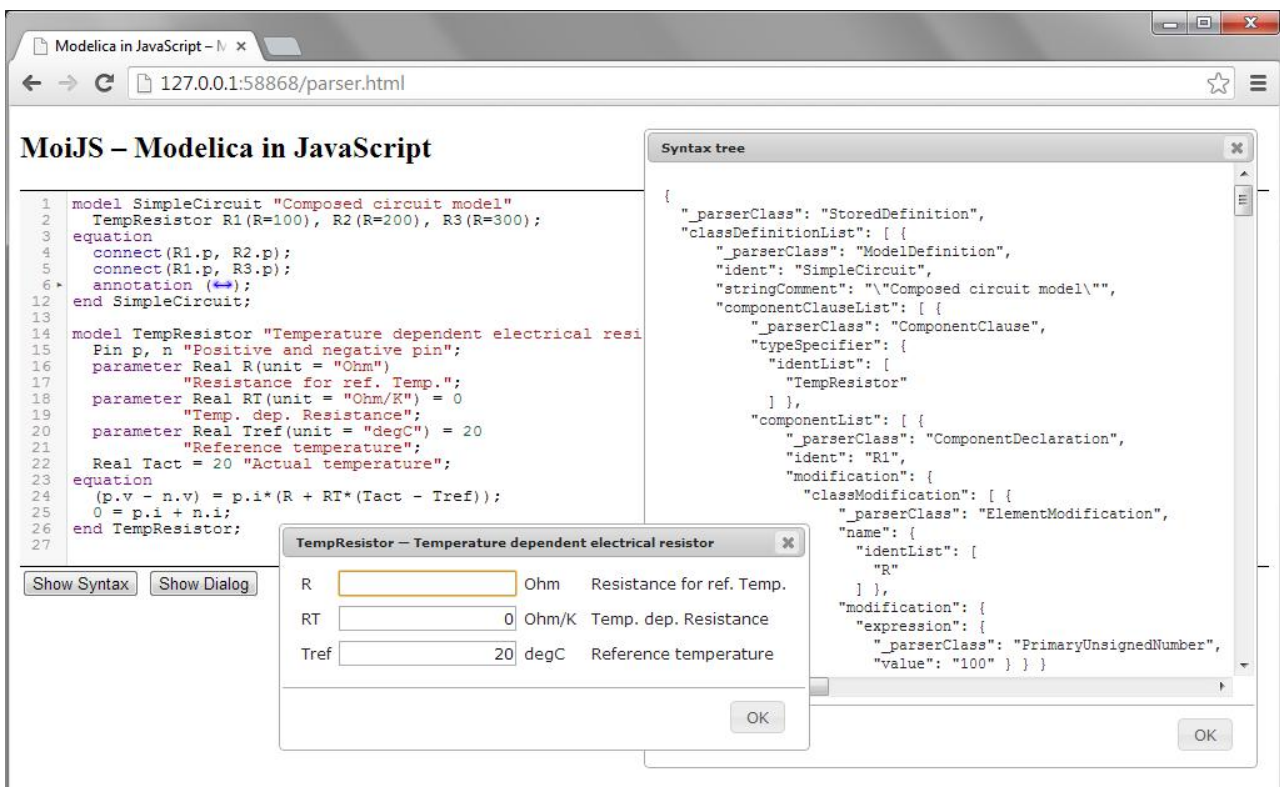 Modelica in JavaScript – M
127.0.0.1:58868/parser.html
MoiJS – Modelica in JavaScript
1 model SimpleCircuit "Composed circuit model"
2 TempResistor R1(R=100), R2(R=200), R3(R=300);
3 equation
4 connect(R1.p, R2.p);
5 connect(R1.p, R3.p);
6 annotation (↔);
12 end SimpleCircuit;
13
14 model TempResistor "Temperature dependent electrical resi
15 Pin p, n "Positive and negative pin";
16 parameter Real R(unit = "Ohm")
17 "Resistance for ref. Temp.";
18 parameter Real RT(unit = "Ohm/K") = 0
19 "Temp. dep. Resistance";
20 parameter Real Tref(unit = "degC") = 20
21 "Reference temperature";
22 Real Tact = 20 "Actual temperature";
23 equation
24 (p.v - n.v) = p.i*(R + RT*(Tact - Tref));
25 0 = p.i + n.i;
26 end TempResistor;
27
Show Syntax Show Dialog
Syntax tree
{
"_parserClass": "StoredDefinition",
"classDefinitionList": [ {
"_parserClass": "ModelDefinition",
"ident": "SimpleCircuit",
"stringComment": "\"Composed circuit model\"",
"componentClauseList": [ {
"_parserClass": "ComponentClause",
"typeSpecifier": {
"identList": [
"TempResistor"
] },
"componentList": [ {
"_parserClass": "ComponentDeclaration",
"ident": "R1",
"modification": {
"classModification": [ {
"_parserClass": "ElementModification",
"name": {
"identList": [
"R"
] },
"modification": {
"expression": {
"_parserClass": "PrimaryUnsignedNumber",
"value": "100" } } }
OK
TempResistor — Temperature dependent electrical resistor
R Ohm Resistance for ref. Temp.
RT 0 Ohm/K Temp. dep. Resistance
Tref 20 degC Reference temperature
OK